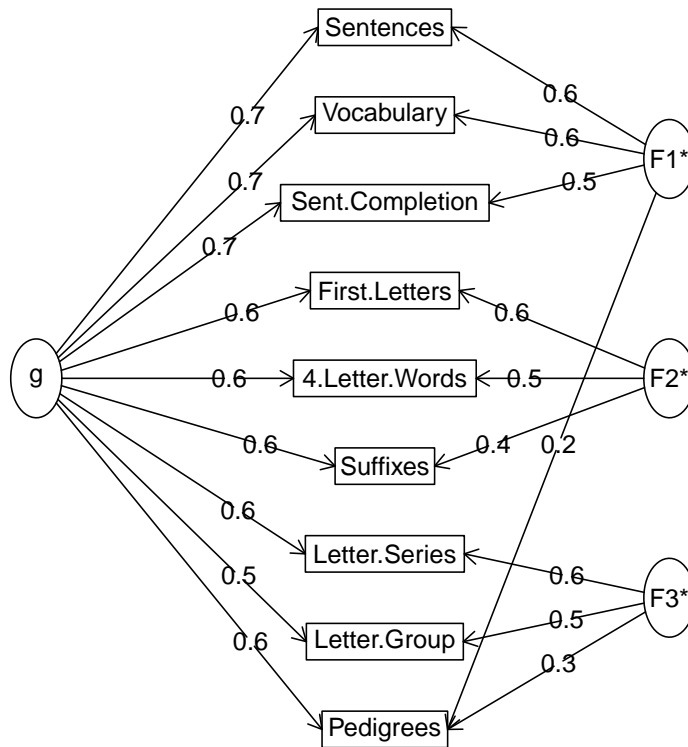 Sentences
0.6
0.7
Vocabulary
0.6
F1*
0.7
0.5
Sent.Completion
0.7
First.Letters
0.6
0.6
g
0.6
4.Letter.Words
0.5
F2*
0.6
Suffixes
0.4
0.2
0.6
Letter.Series
0.6
F3*
0.5
0.5
Letter.Group
0.6
0.3
Pedigrees